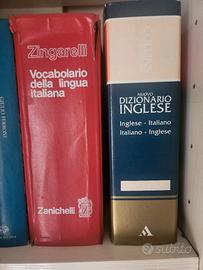 Zingarelli
Vocabolario
della lingua
italiana
Zanichelli
NUOVO
DIZIONARIO
INGLESE
Inglese - Italiano
Italiano - Inglese
A
subito